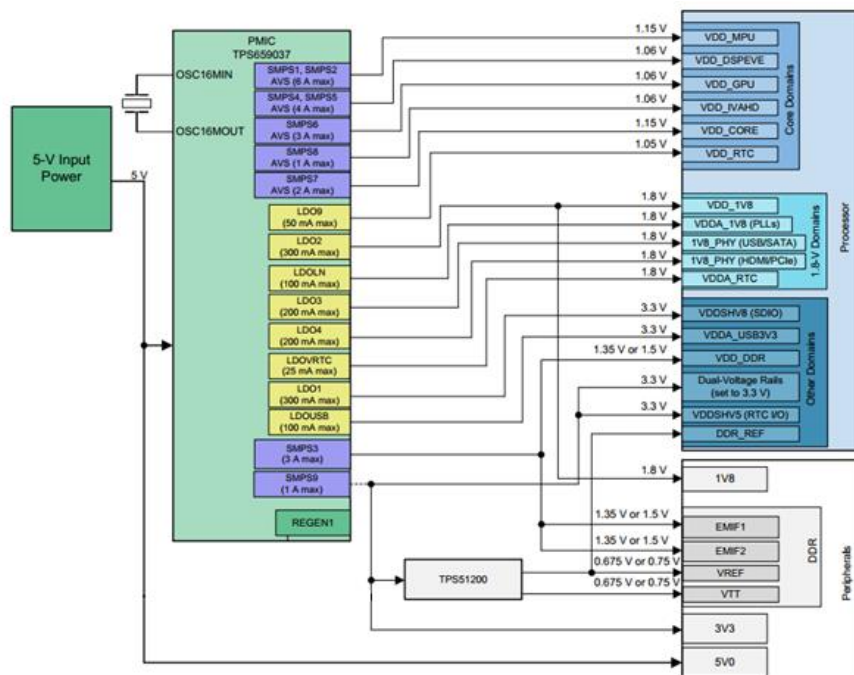 5-V Input
Power
5 V
OSC16MIN
OSC16MOUT
PMIC
TPS659037
SMPS1, SMPS2
AVS (6 A max)
SMPS4, SMPS5
AVS (4 A max)
SMPS6
AVS (3 A max)
SMPS8
AVS (1 A max)
SMPS7
AVS (2 A max)
LDO9
(50 mA max)
LDO2
(300 mA max)
LDOLN
(100 mA max)
LDO3
(200 mA max)
LDO4
(200 mA max)
LDOVRTC
(25 mA max)
LDO1
(300 mA max)
LDOUSB
(100 mA max)
SMPS3
(3 A max)
SMPS9
(1 A max)
REGEN1
TPS51200
1.15 V
1.06 V
1.06 V
1.06 V
1.15 V
1.05 V
1.8 V
1.8 V
1.8 V
1.8 V
1.8 V
3.3 V
3.3 V
1.35 V or 1.5 V
3.3 V
3.3 V
1.8 V
1.35 V or 1.5 V
1.35 V or 1.5 V
0.675 V or 0.75 V
0.675 V or 0.75 V
VDD_MPU
VDD_DSPEVE
VDD_GPU
VDD_IVAHD
VDD_CORE
VDD_RTC
Core Domains
VDD_1V8
VDDA_1V8 (PLLs)
1V8_PHY (USB/SATA)
1V8_PHY (HDMI/PCIe)
VDDA_RTC
1.8-V Domains
VDDSHV8 (SDIO)
VDDA_USB3V3
VDD_DDR
Dual-Voltage Rails
(set to 3.3 V)
VDDSHV5 (RTC I/O)
DDR_REF
Other Domains
Processor
1V8
EMIF1
EMIF2
VREF
VTT
DDR
3V3
5V0
Peripherals